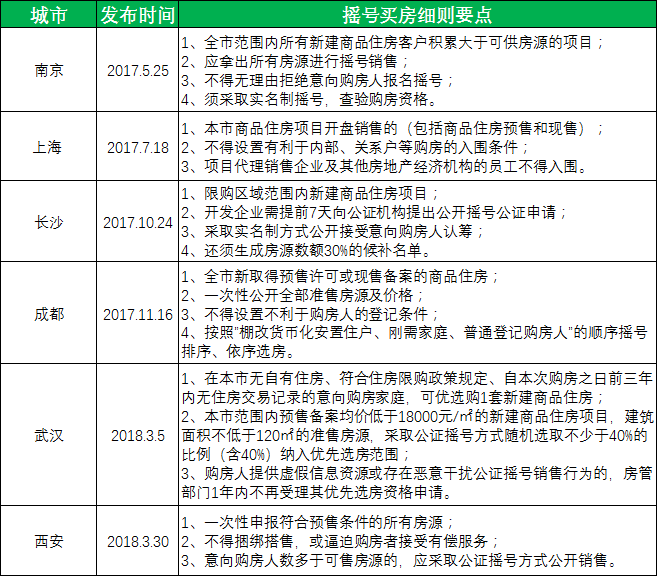 城市 发布时间 摇号买房细则要点
南京 2017.5.25
1、全市范围内所有新建商品住房客户积累大于可供房源的项目；
2、应拿出所有房源进行摇号销售；
3、不得无理由拒绝意向购房人报名摇号；
4、须采取实名制摇号，查验购房资格。
上海 2017.7.18
1、本市商品住房项目开盘销售的（包括商品住房预售和现售）；
2、不得设置有利于内部、关系户等购房的入围条件；
3、项目代理销售企业及其他房地产经济机构的员工不得入围。
长沙 2017.10.24
1、限购区域范围内新建商品住房项目；
2、开发企业需提前7天向公证机构提出公开摇号公证申请；
3、采取实名制方式公开接受意向购房人认筹；
4、还须生成房源数额30%的候补名单。
成都 2017.11.16
1、全市新取得预售许可或现售备案的商品住房；
2、一次性公开全部准售房源及价格；
3、不得设置不利于购房人的登记条件；
4、按照"棚改货币化安置住户、刚需家庭、普通登记购房人"的顺序摇号
排序、依序选房。
武汉 2018.3.5
1、在本市无自有住房、符合住房限购政策规定、自本次购房之日前三年
内无住房交易记录的意向购房家庭，可优选购1套新建商品住房；
2、本市范围内预售备案均价低于18000元/㎡的新建商品住房项目，建筑
面积不低于120㎡的准售房源，采取公证摇号方式随机选取不少于40%的
比例（含40%）纳入优先选房范围；
3、购房人提供虚假信息资源或存在恶意干扰公证摇号销售行为的，房管
部门1年内不再受理其优先选房资格申请。
西安 2018.3.30
1、一次性申报符合预售条件的所有房源；
2、不得捆绑搭售，或逼迫购房者接受有偿服务；
3、意向购房人数多于可售房源的，应采取公证摇号方式公开销售。